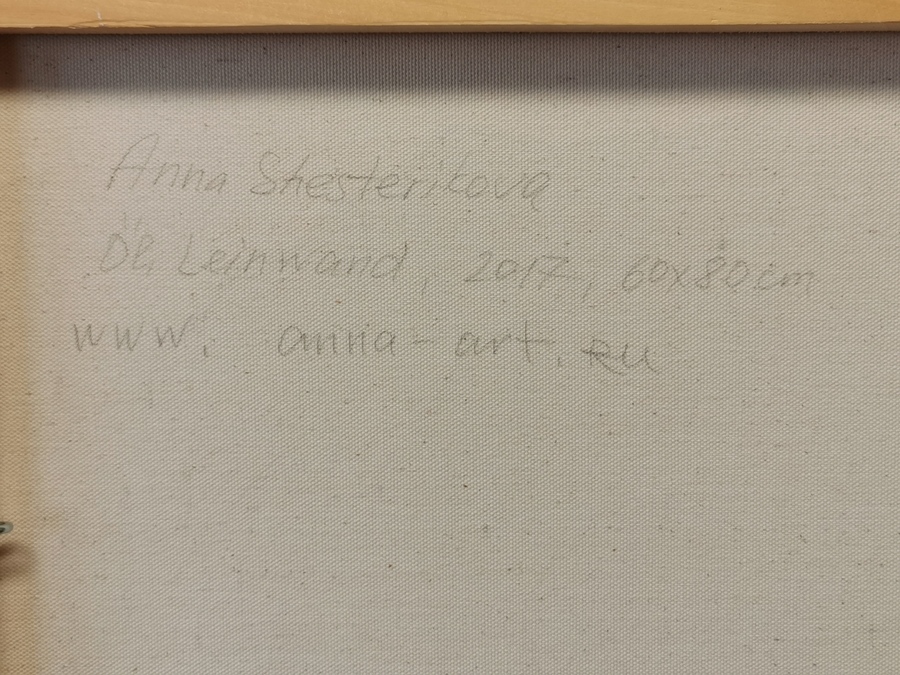 Anna Shesterikova
Öl, Leinwand, 2017, 60x80cm
www. anna-art.ru